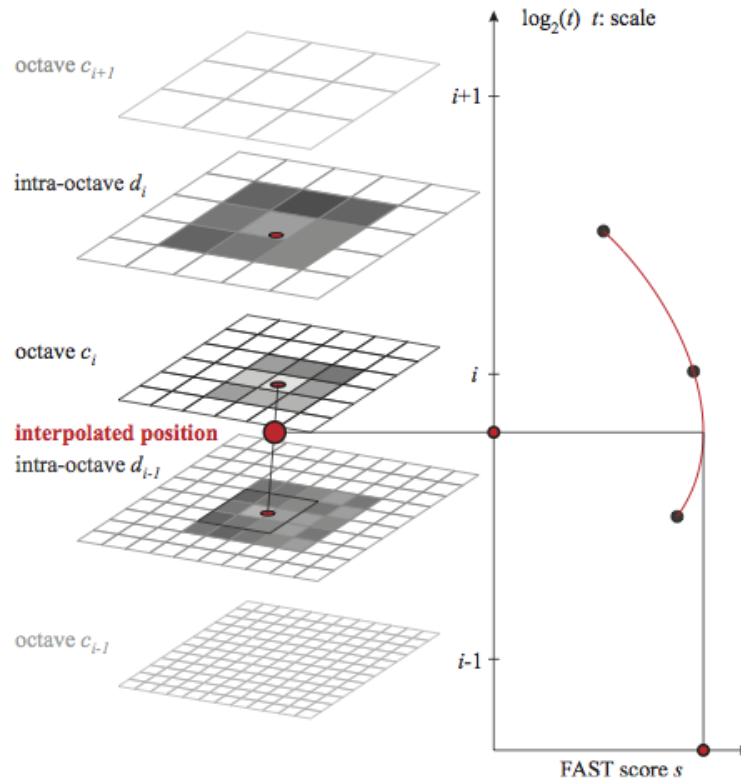 log₂(t) t: scale
octave cᵢ₊₁
i+1
intra-octave dᵢ
octave cᵢ
i
interpolated position
intra-octave dᵢ₋₁
octave cᵢ₋₁
i-1
FAST score s